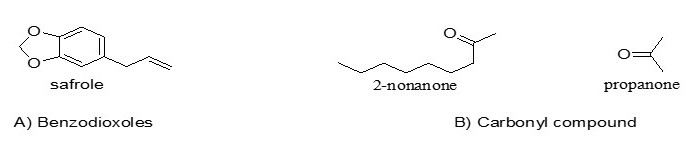 O
O
O
O
safrole
2-nonanone
propanone
A) Benzodioxoles
B) Carbonyl compound